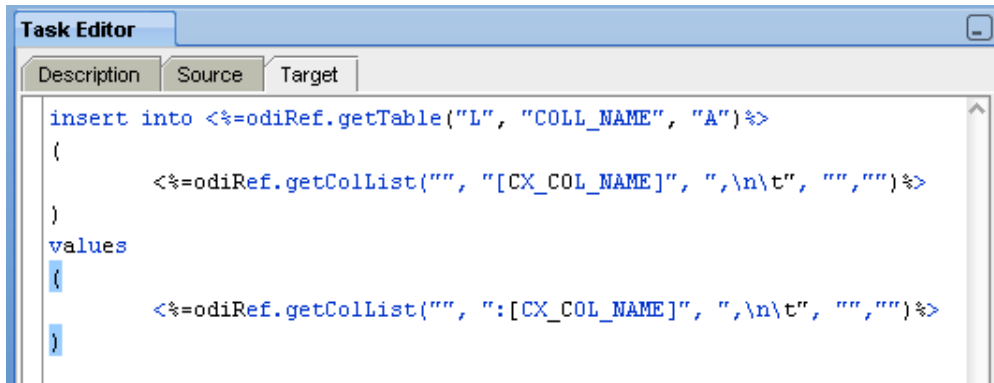 Task Editor
Description Source Target
insert into <%=odiRef.getTable("L", "COLL_NAME", "A")%>
(
<%=odiRef.getColList("", "[CX_COL_NAME]", ",\n\t", "","")%>
)
values
(
<%=odiRef.getColList("", ":[CX_COL_NAME]", ",\n\t", "","")%>
)